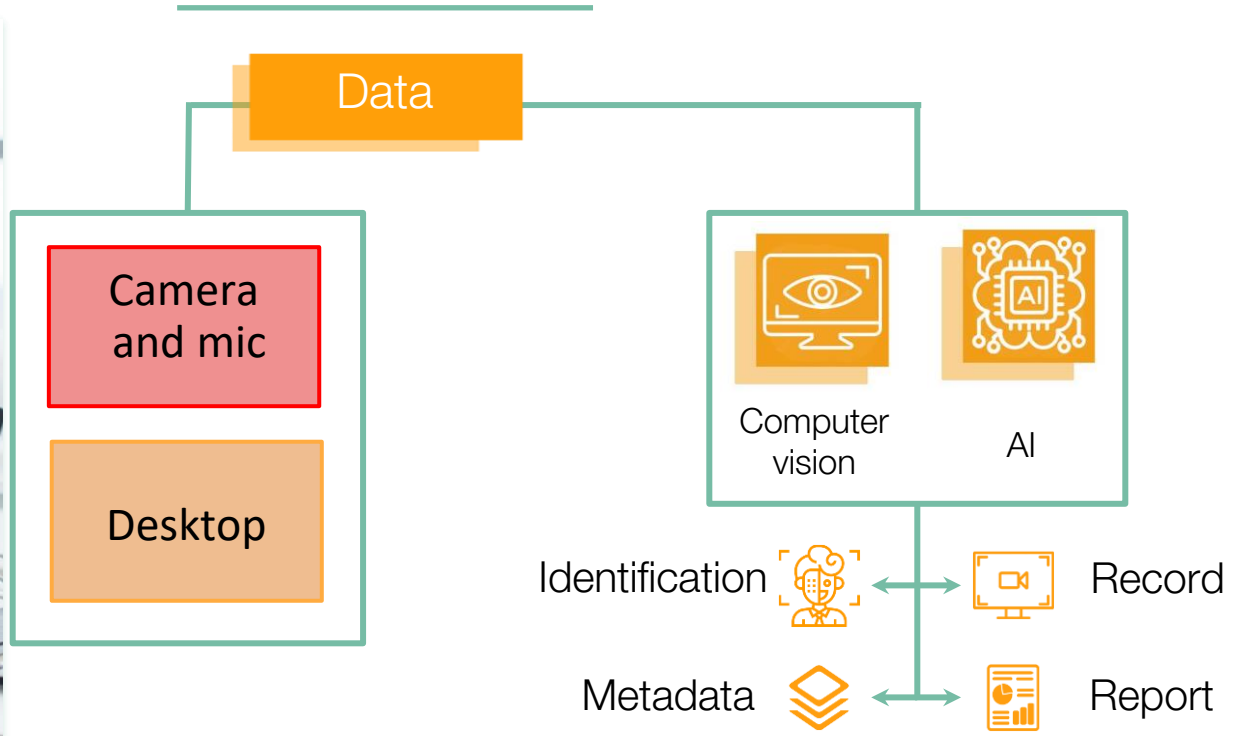 Data
Camera
and mic
Desktop
AI
Computer
vision
AI
Identification
Record
Metadata
Report